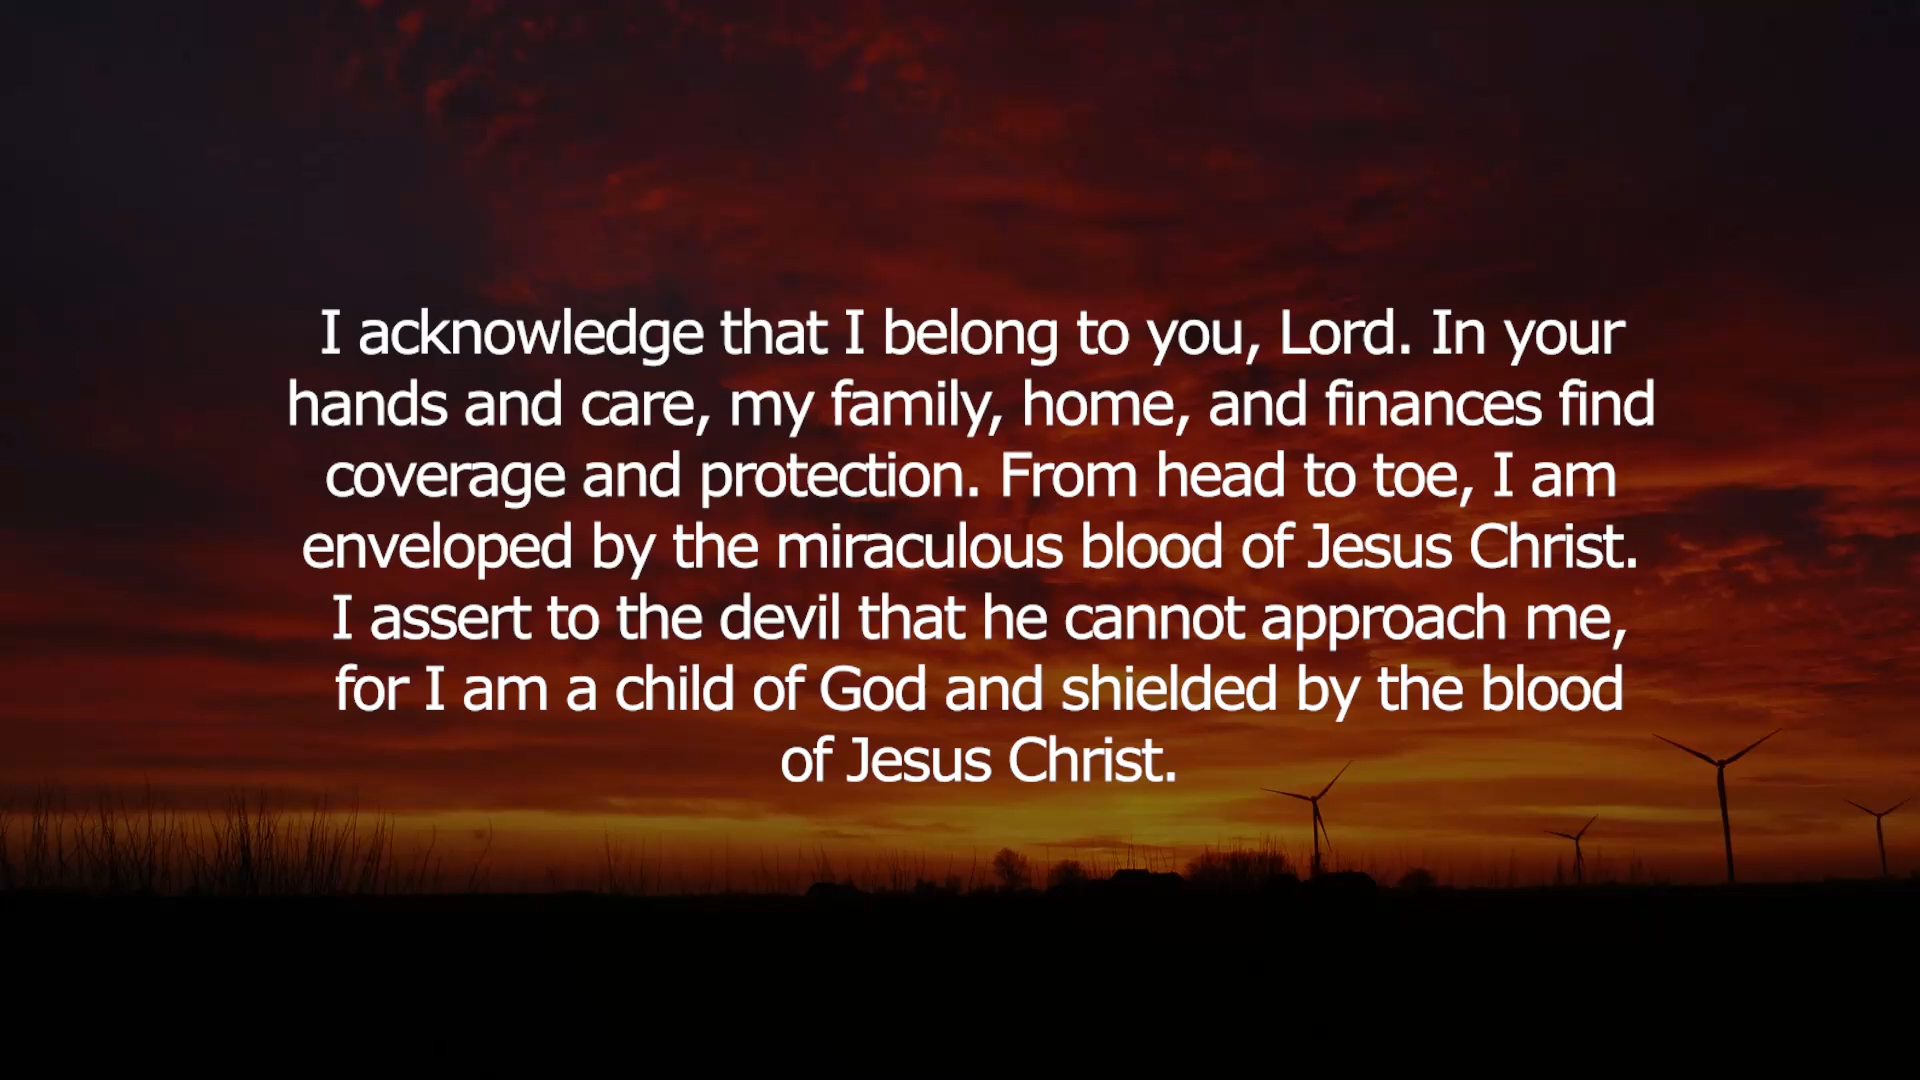 I acknowledge that I belong to you, Lord. In your
hands and care, my family, home, and finances find
coverage and protection. From head to toe, I am
enveloped by the miraculous blood of Jesus Christ.
I assert to the devil that he cannot approach me,
for I am a child of God and shielded by the blood
of Jesus Christ.